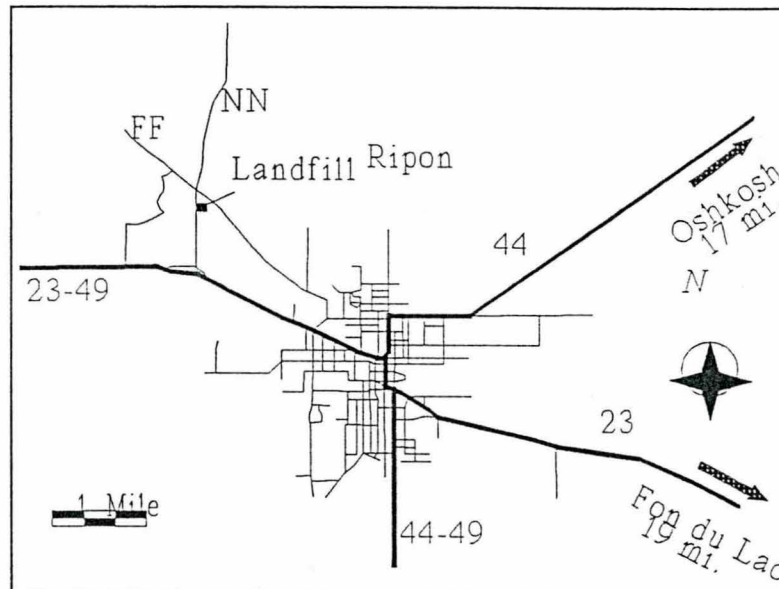 NN
FF
Landfill Ripon
44
Oshkosh
17 mi.
N
23-49
23
1 Mile
Fon du Lac
19 mi.
44-49